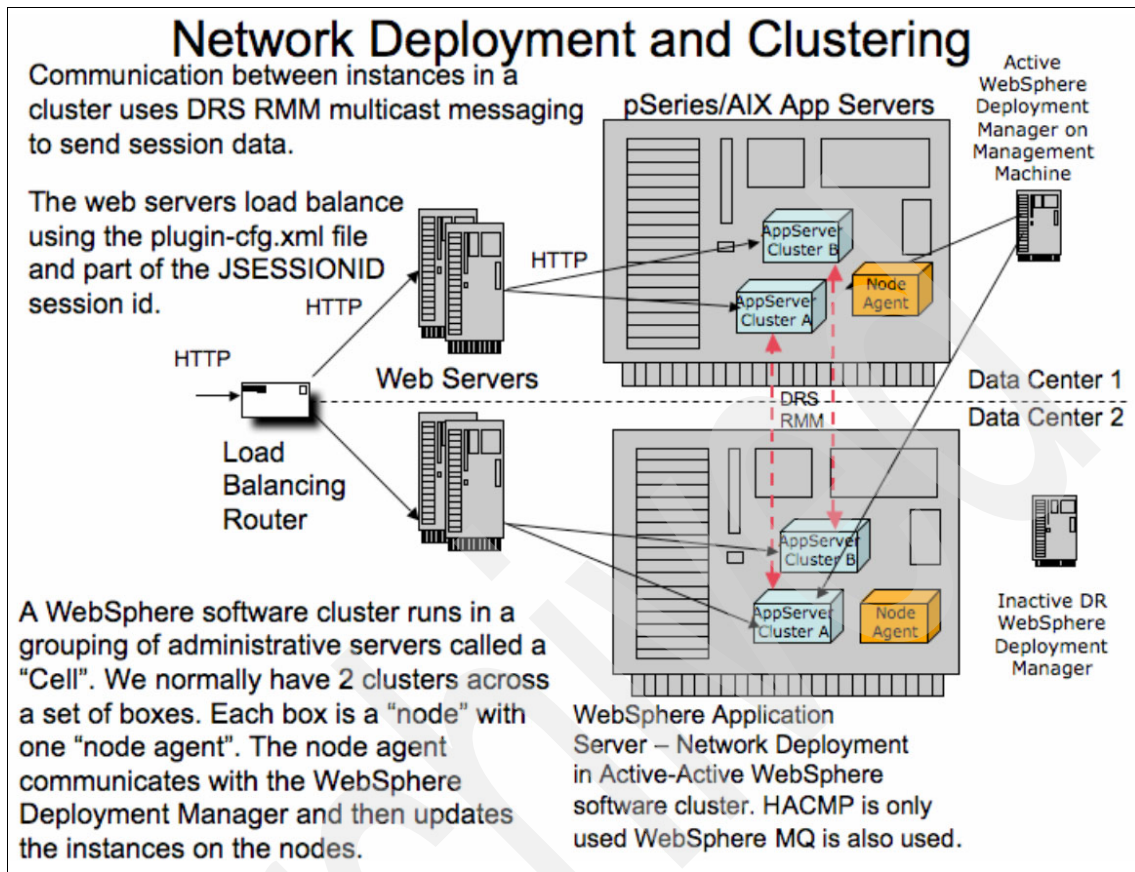 Network Deployment and Clustering
Communication between instances in a
cluster uses DRS RMM multicast messaging
to send session data.
The web servers load balance
using the plugin-cfg.xml file
and part of the JSESSIONID
session id.
pSeries/AIX App Servers
Active
WebSphere
Deployment
Manager on
Management
Machine
HTTP
HTTP
HTTP
AppServer
Cluster B
AppServer
Cluster A
Node
Agent
Web Servers
Load
Balancing
Router
DRS
RMM
Data Center 1
Data Center 2
AppServer
Cluster B
AppServer
Cluster A
Node
Agent
Inactive DR
WebSphere
Deployment
Manager
A WebSphere software cluster runs in a
grouping of administrative servers called a
“Cell”. We normally have 2 clusters across
a set of boxes. Each box is a “node” with
one “node agent”. The node agent
communicates with the WebSphere
Deployment Manager and then updates
the instances on the nodes.
WebSphere Application
Server – Network Deployment
in Active-Active WebSphere
software cluster. HACMP is only
used WebSphere MQ is also used.